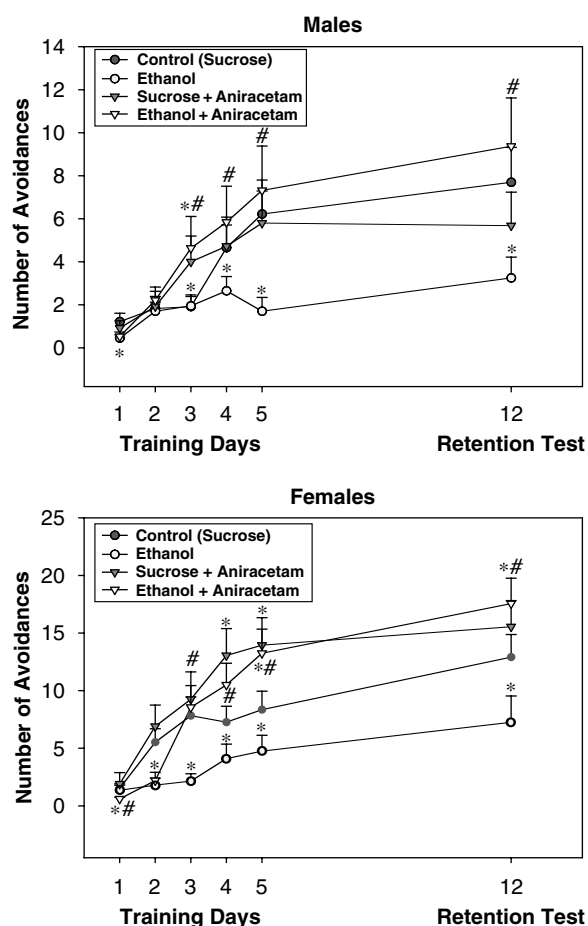 Males
14
12
10
8
6
4
2
0
Number of Avoidances
Control (Sucrose)
Ethanol
Sucrose + Aniracetam
Ethanol + Aniracetam
*#
#
#
#
*
*
*
*
*
1 2 3 4 5 12
Training Days Retention Test
Females
25
20
15
10
5
0
Number of Avoidances
Control (Sucrose)
Ethanol
Sucrose + Aniracetam
Ethanol + Aniracetam
*#
*
*
#
*#
#
*
*
*
*
*
*#
1 2 3 4 5 12
Training Days Retention Test